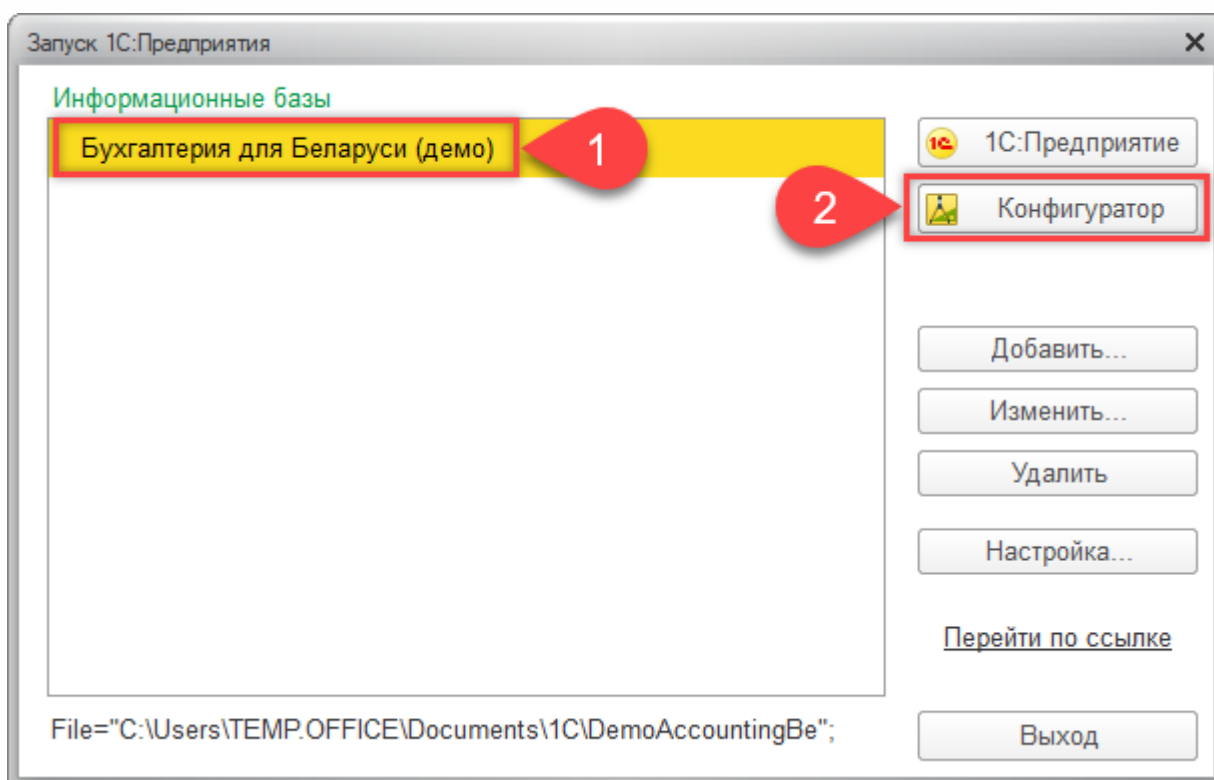 Запуск 1С:Предприятия
Информационные базы
Бухгалтерия для Беларуси (демо)
1
1С:Предприятие
2
Конфигуратор
Добавить...
Изменить...
Удалить
Настройка...
Перейти по ссылке
File="C:\Users\TEMP.OFFICE\Documents\1C\DemoAccountingBe";
Выход